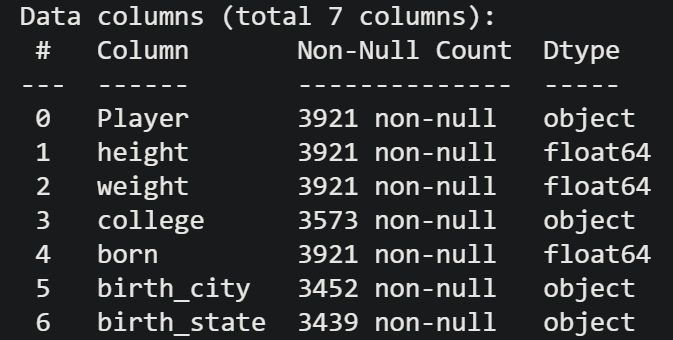 Data columns (total 7 columns):
 #   Column       Non-Null Count  Dtype
---  ------       --------------  -----
 0   Player       3921 non-null   object
 1   height       3921 non-null   float64
 2   weight       3921 non-null   float64
 3   college      3573 non-null   object
 4   born         3921 non-null   float64
 5   birth_city   3452 non-null   object
 6   birth_state  3439 non-null   object